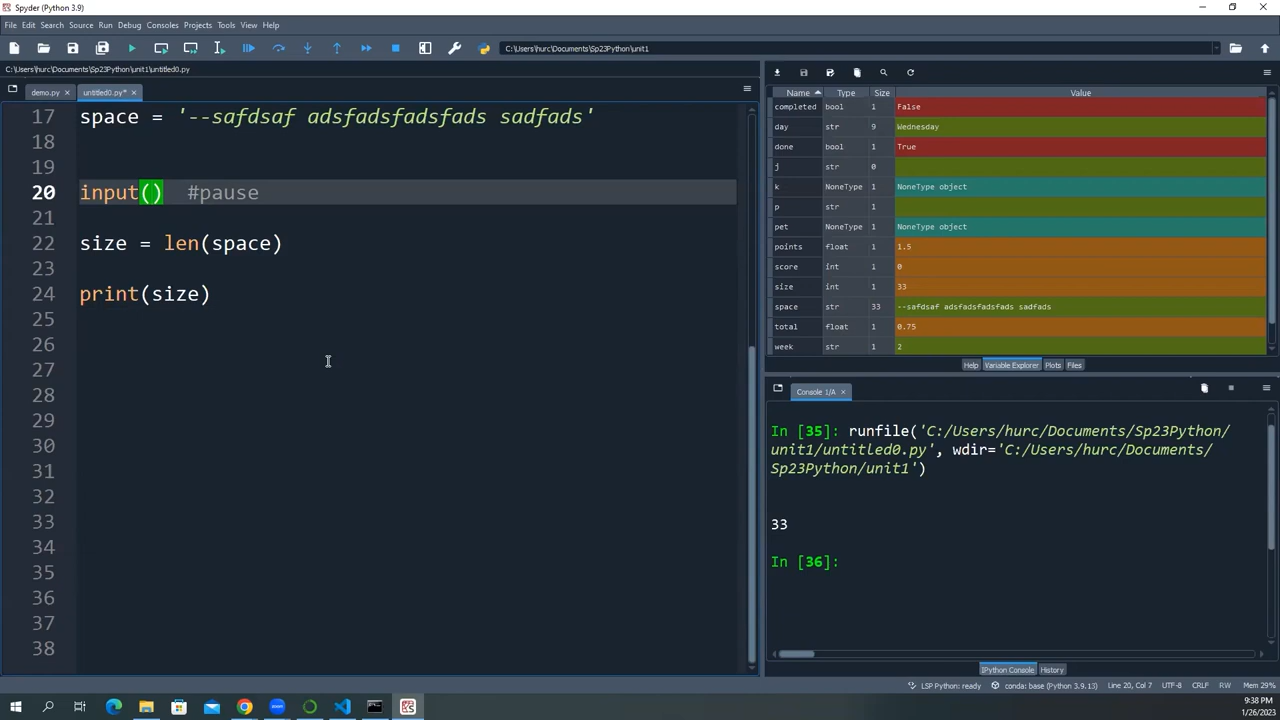 Spyder (Python 3.9)
File Edit Search Source Run Debug Consoles Projects Tools View Help
C:\Users\hurc\Documents\Sp23Python\unit1
C:\Users\hurc\Documents\Sp23Python\unit1\untitled0.py
demo.py untitled0.py*
17 space = '--safdsaf adsfadsfadsfads sadfads'
18
19
20 input() #pause
21
22 size = len(space)
23
24 print(size)
25
26
27
28
29
30
31
32
33
34
35
36
37
38
Name Type Size Value
completed bool 1 False
day str 9 Wednesday
done bool 1 True
j str 0
k NoneType 1 NoneType object
p str 1
pet NoneType 1 NoneType object
points float 1 1.5
score int 1 0
size int 1 33
space str 33 --safdsaf adsfadsfadsfads sadfads
total float 1 0.75
week str 1 2
Help Variable Explorer Plots Files
Console 1/A
In [35]: runfile('C:/Users/hurc/Documents/Sp23Python/
unit1/untitled0.py', wdir='C:/Users/hurc/Documents/
Sp23Python/unit1')
33
In [36]:
IPython Console History
LSP Python: ready conda: base (Python 3.9.13) Line 20, Col 7 UTF-8 CRLF RW Mem 29%
9:38 PM
1/26/2023